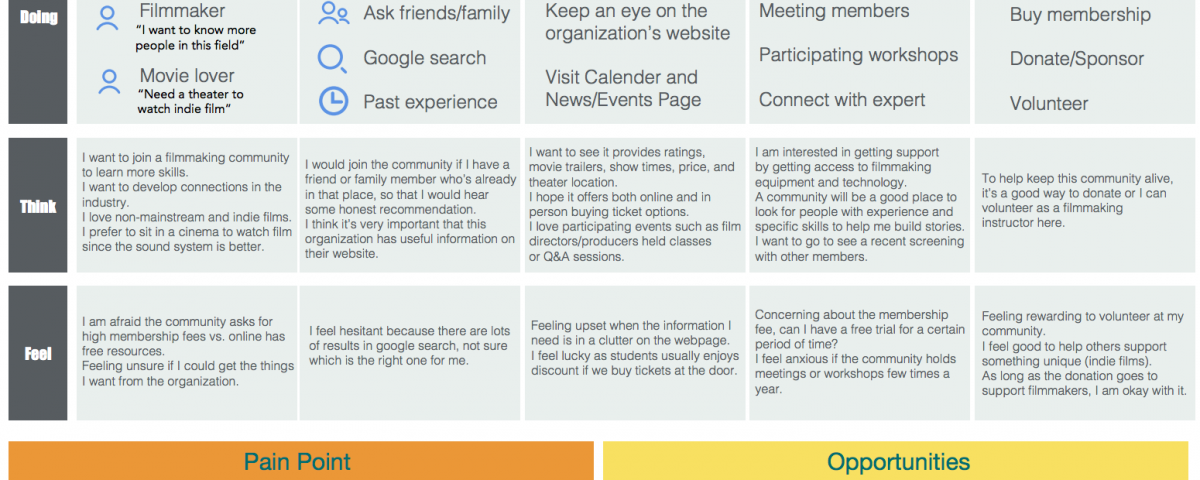 Doing
Filmmaker
“I want to know more
people in this field”
Movie lover
“Need a theater to
watch indie film”
Ask friends/family
Google search
Past experience
Keep an eye on the
organization’s website
Visit Calender and
News/Events Page
Meeting members
Participating workshops
Connect with expert
Buy membership
Donate/Sponsor
Volunteer
Think
I want to join a filmmaking community
to learn more skills.
I want to develop connections in the
industry.
I love non-mainstream and indie films.
I prefer to sit in a cinema to watch film
since the sound system is better.
I would join the community if I have a
friend or family member who’s already
in that place, so that I would hear
some honest recommendation.
I think it’s very important that this
organization has useful information on
their website.
I want to see it provides ratings,
movie trailers, show times, price, and
theater location.
I hope it offers both online and in
person buying ticket options.
I love participating events such as film
directors/producers held classes
or Q&A sessions.
I am interested in getting support
by getting access to filmmaking
equipment and technology.
A community will be a good place to
look for people with experience and
specific skills to help me build stories.
I want to go to see a recent screening
with other members.
To help keep this community alive,
it’s a good way to donate or I can
volunteer as a filmmaking
instructor here.
Feel
I am afraid the community asks for
high membership fees vs. online has
free resources.
Feeling unsure if I could get the things
I want from the organization.
I feel hesitant because there are lots
of results in google search, not sure
which is the right one for me.
Feeling upset when the information I
need is in a clutter on the webpage.
I feel lucky as students usually enjoys
discount if we buy tickets at the door.
Concerning about the membership
fee, can I have a free trial for a certain
period of time?
I feel anxious if the community holds
meetings or workshops few times a
year.
Feeling rewarding to volunteer at my
community.
I feel good to help others support
something unique (indie films).
As long as the donation goes to
support filmmakers, I am okay with it.
Pain Point
Opportunities